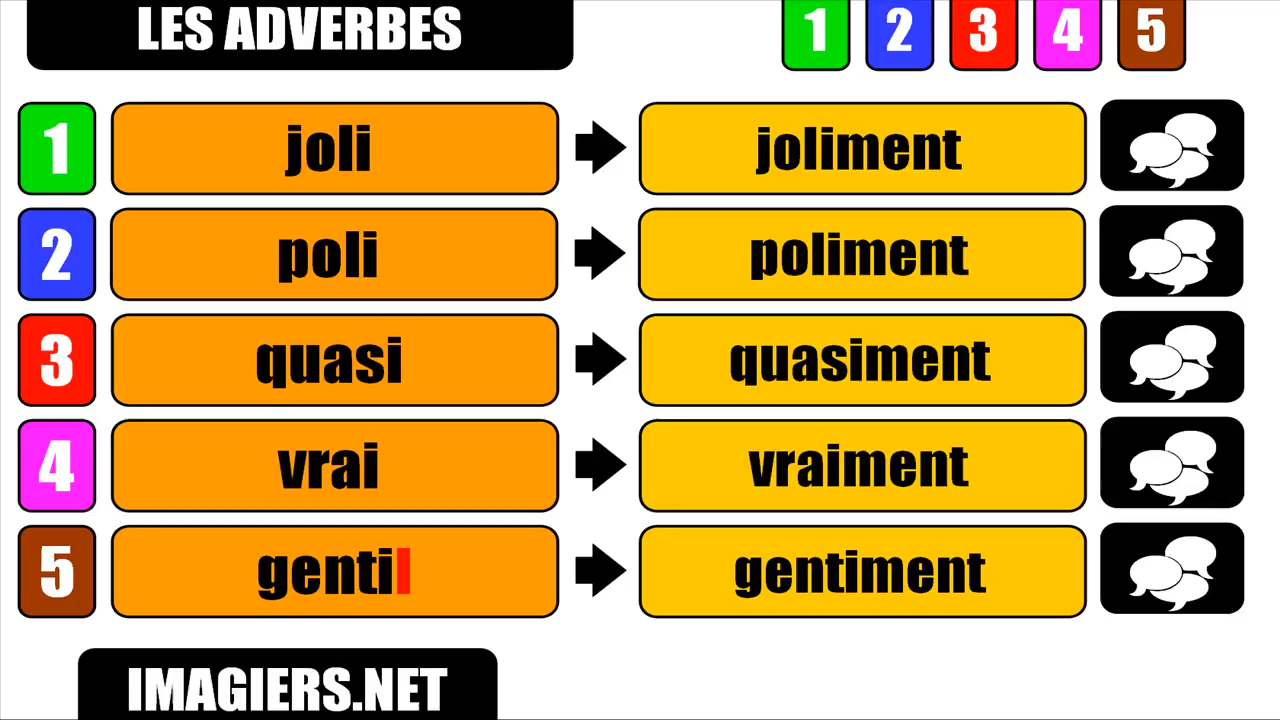 LES ADVERBES
1 2 3 4 5
1 joli joliment
2 poli poliment
3 quasi quasiment
4 vrai vraiment
5 gentil gentiment
IMAGIERS.NET